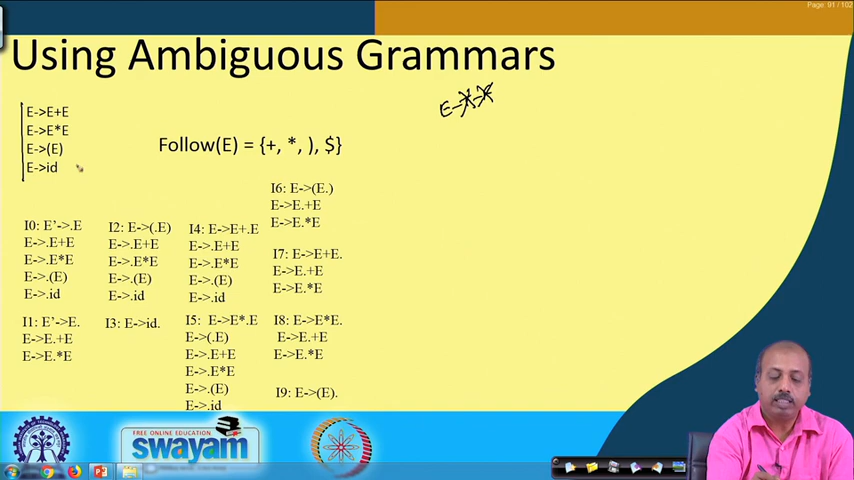 Page: 91 / 102
Using Ambiguous Grammars
E->E+E
E->E*E
E->(E)
E->id
Follow(E) = {+, *, ), $}
I0: E'->.E
E->.E+E
E->.E*E
E->.(E)
E->.id
I1: E'->E.
E->E.+E
E->E.*E
I2: E->(.E)
E->.E+E
E->.E*E
E->.(E)
E->.id
I3: E->id.
I4: E->E+.E
E->.E+E
E->.E*E
E->.(E)
E->.id
I5: E->E*.E
E->(.E)
E->.E+E
E->.E*E
E->.(E)
E->.id
I6: E->(E.)
E->E.+E
E->E.*E
I7: E->E+E.
E->E.+E
E->E.*E
I8: E->E*E.
E->E.+E
E->E.*E
I9: E->(E).
FREE ONLINE EDUCATION
swayam